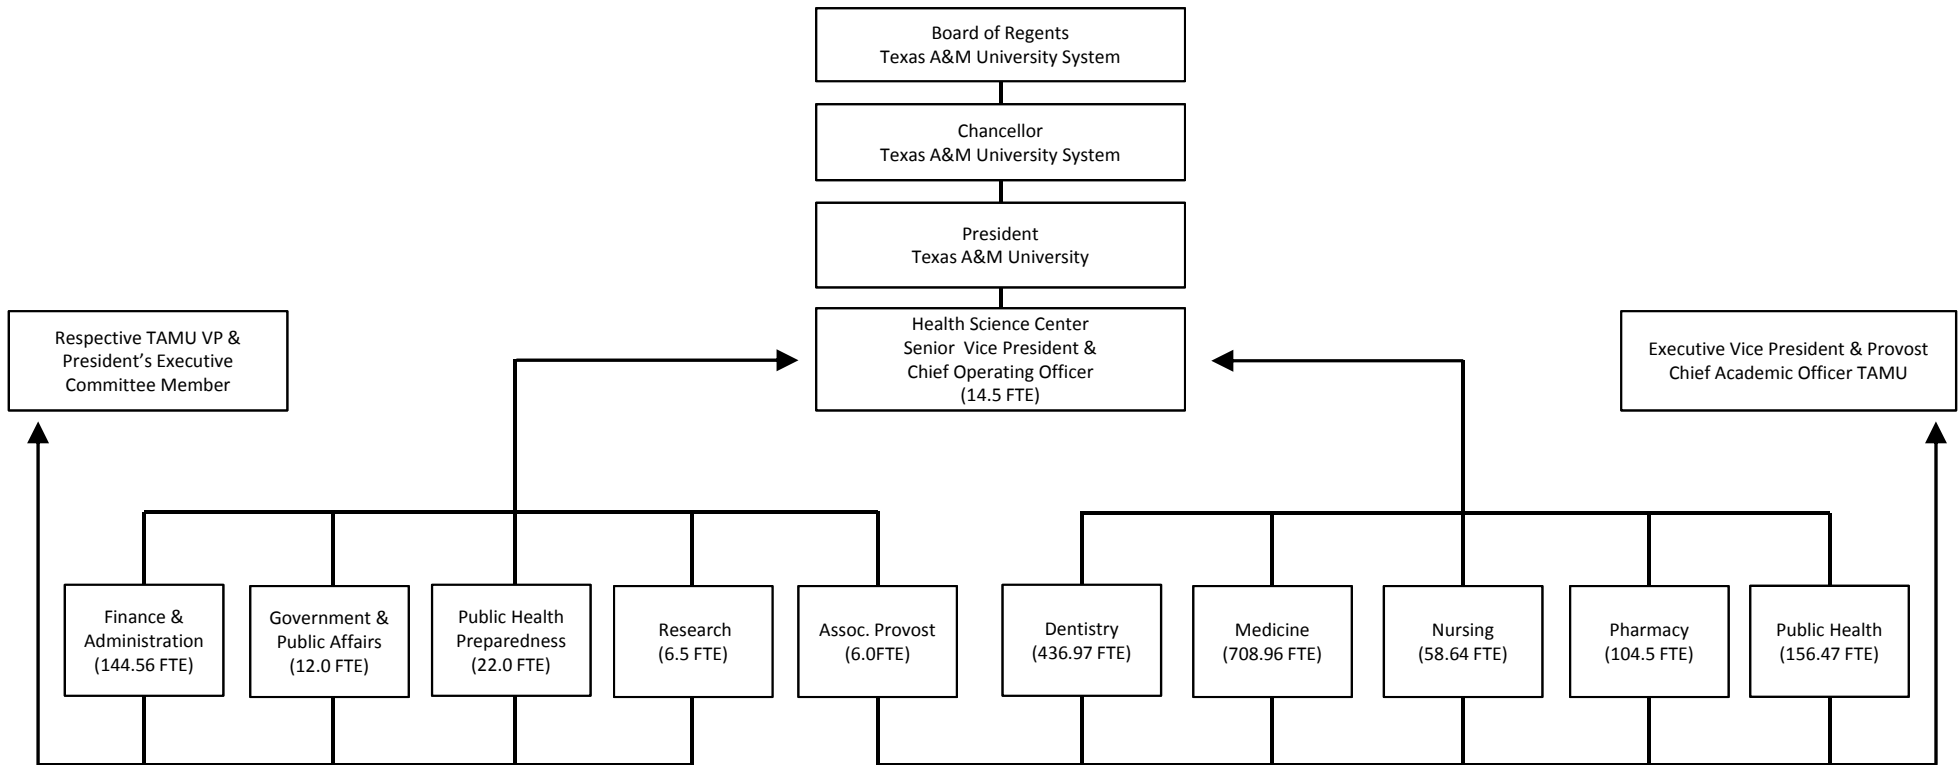 Board of Regents
Texas A&M University System
Chancellor
Texas A&M University System
President
Texas A&M University
Health Science Center
Senior Vice President &
Chief Operating Officer
(14.5 FTE)
Respective TAMU VP &
President’s Executive
Committee Member
Executive Vice President & Provost
Chief Academic Officer TAMU
Finance &
Administration
(144.56 FTE)
Government &
Public Affairs
(12.0 FTE)
Public Health
Preparedness
(22.0 FTE)
Research
(6.5 FTE)
Assoc. Provost
(6.0FTE)
Dentistry
(436.97 FTE)
Medicine
(708.96 FTE)
Nursing
(58.64 FTE)
Pharmacy
(104.5 FTE)
Public Health
(156.47 FTE)